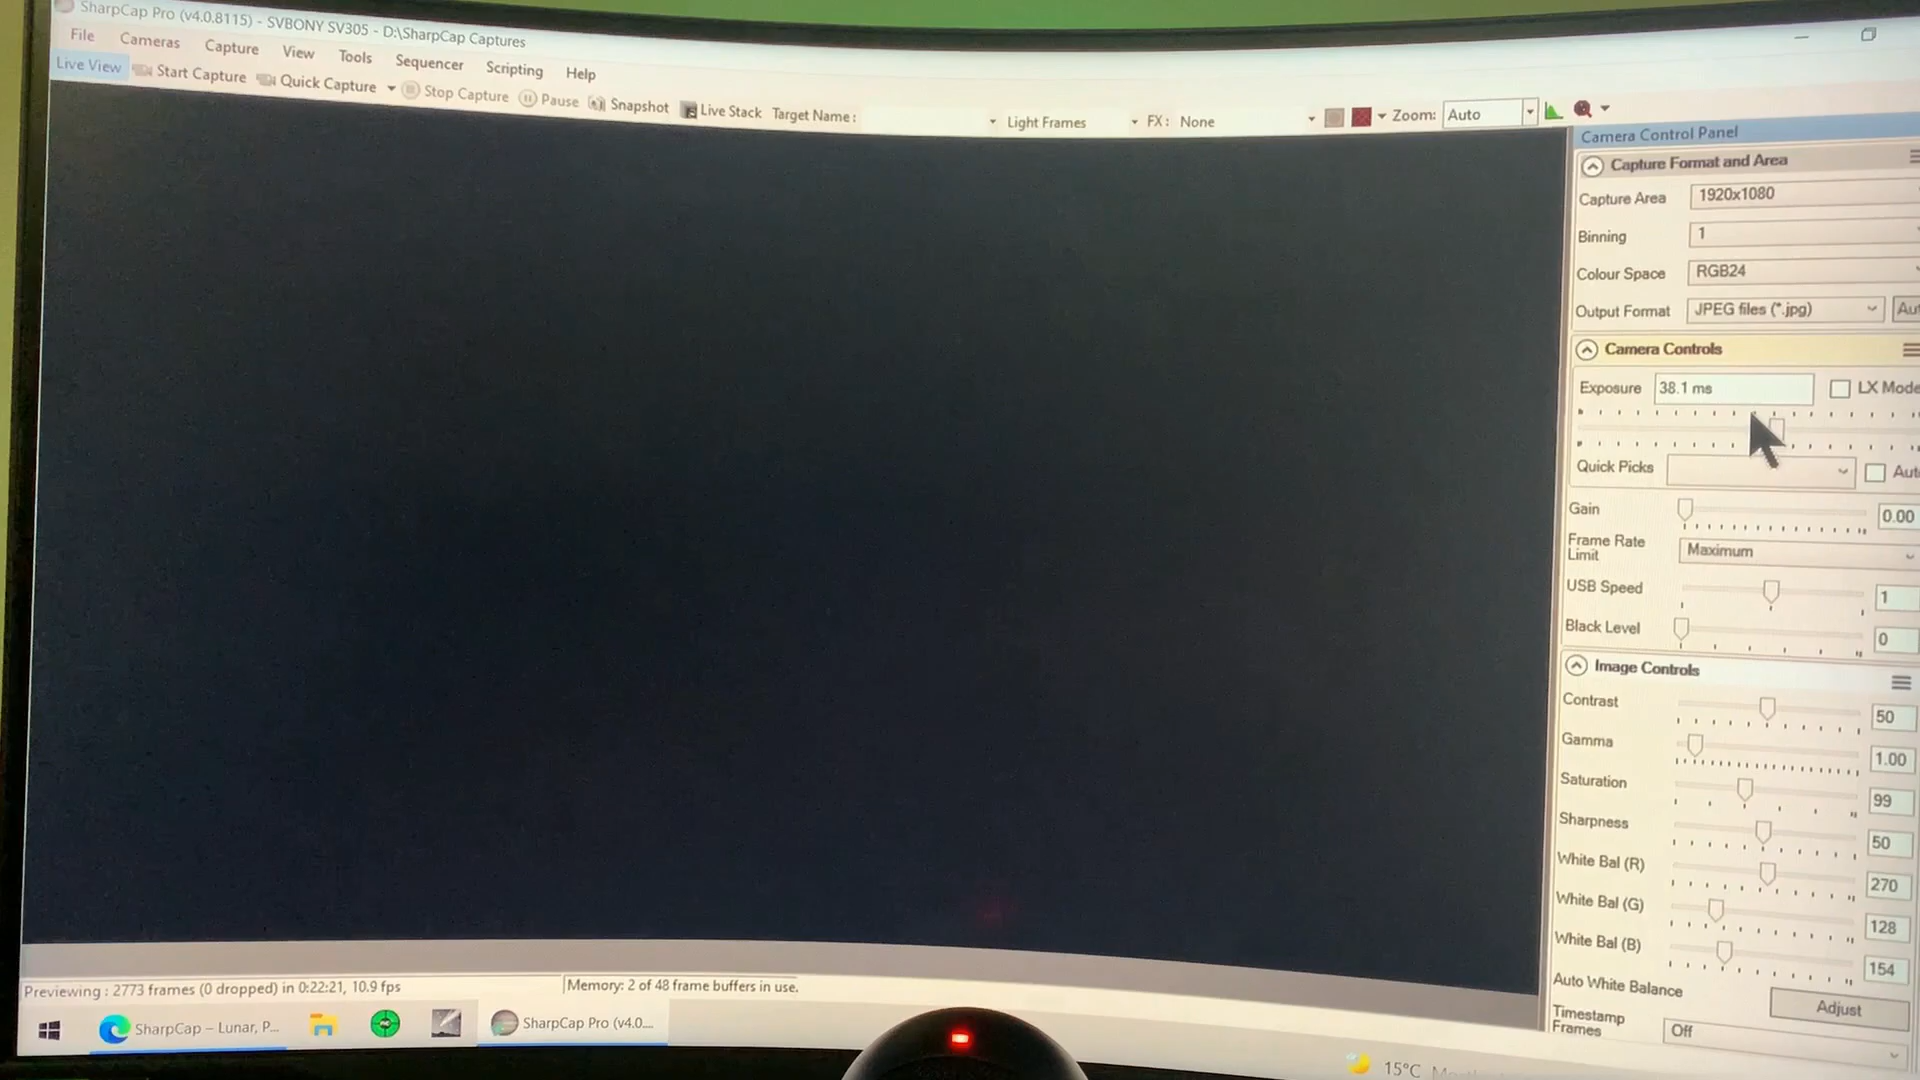 SharpCap Pro (v4.0.8115) - SVBONY SV305 - D:\SharpCap Captures
File Cameras Capture View Tools Sequencer Scripting Help
Live View Start Capture Quick Capture Stop Capture Pause Snapshot Live Stack Target Name: Light Frames FX: None Zoom: Auto
Camera Control Panel
Capture Format and Area
Capture Area 1920x1080
Binning 1
Colour Space RGB24
Output Format JPEG files (*.jpg) Aut
Camera Controls
Exposure 38.1 ms LX Mode
Quick Picks Aut
Gain 0.00
Frame Rate
Limit Maximum
USB Speed 1
Black Level 0
Image Controls
Contrast 50
Gamma 1.00
Saturation 99
Sharpness 50
White Bal (R) 270
White Bal (G) 128
White Bal (B) 154
Auto White Balance Adjust
Timestamp
Frames Off
Previewing : 2773 frames (0 dropped) in 0:22:21, 10.9 fps Memory: 2 of 48 frame buffers in use.
SharpCap – Lunar, P... SharpCap Pro (v4.0.... 15°C